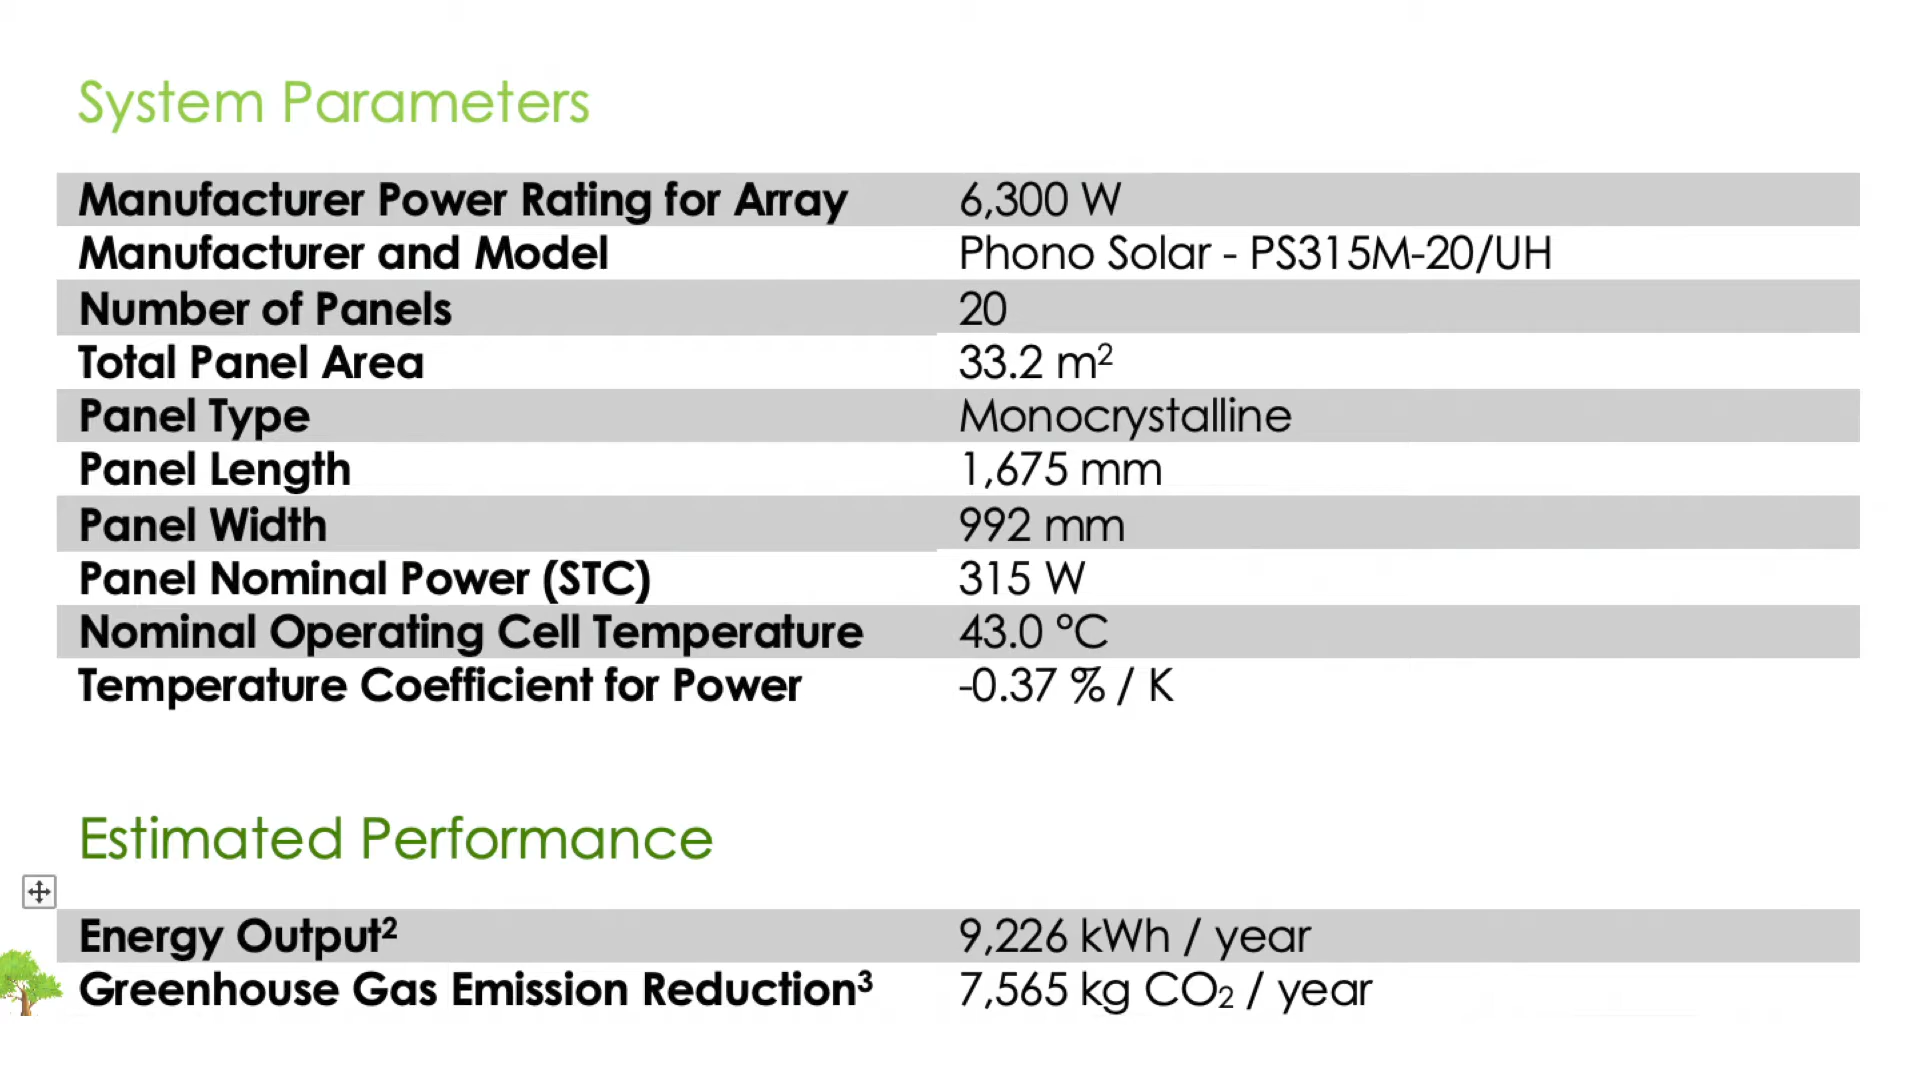 System Parameters
Manufacturer Power Rating for Array 6,300 W
Manufacturer and Model Phono Solar - PS315M-20/UH
Number of Panels 20
Total Panel Area 33.2 m²
Panel Type Monocrystalline
Panel Length 1,675 mm
Panel Width 992 mm
Panel Nominal Power (STC) 315 W
Nominal Operating Cell Temperature 43.0 °C
Temperature Coefficient for Power -0.37 % / K
Estimated Performance
Energy Output² 9,226 kWh / year
Greenhouse Gas Emission Reduction³ 7,565 kg CO₂ / year